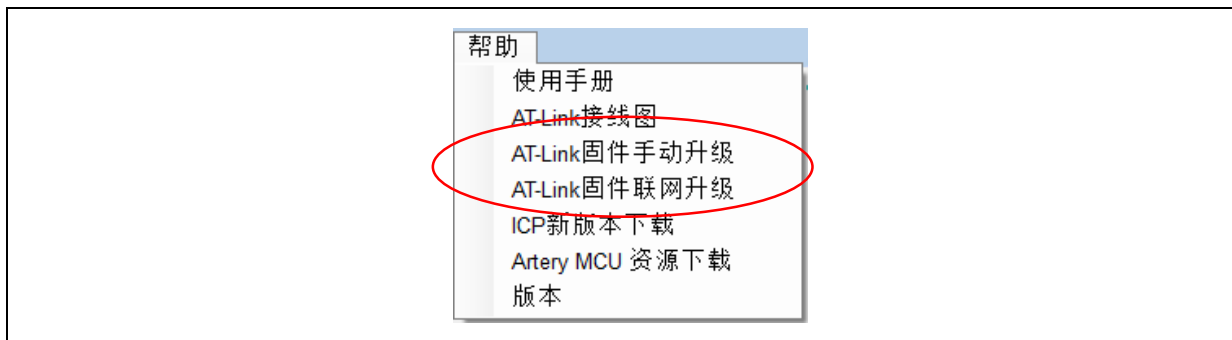 帮助
使用手册
AT-Link接线图
AT-Link固件手动升级
AT-Link固件联网升级
ICP新版本下载
Artery MCU 资源下载
版本